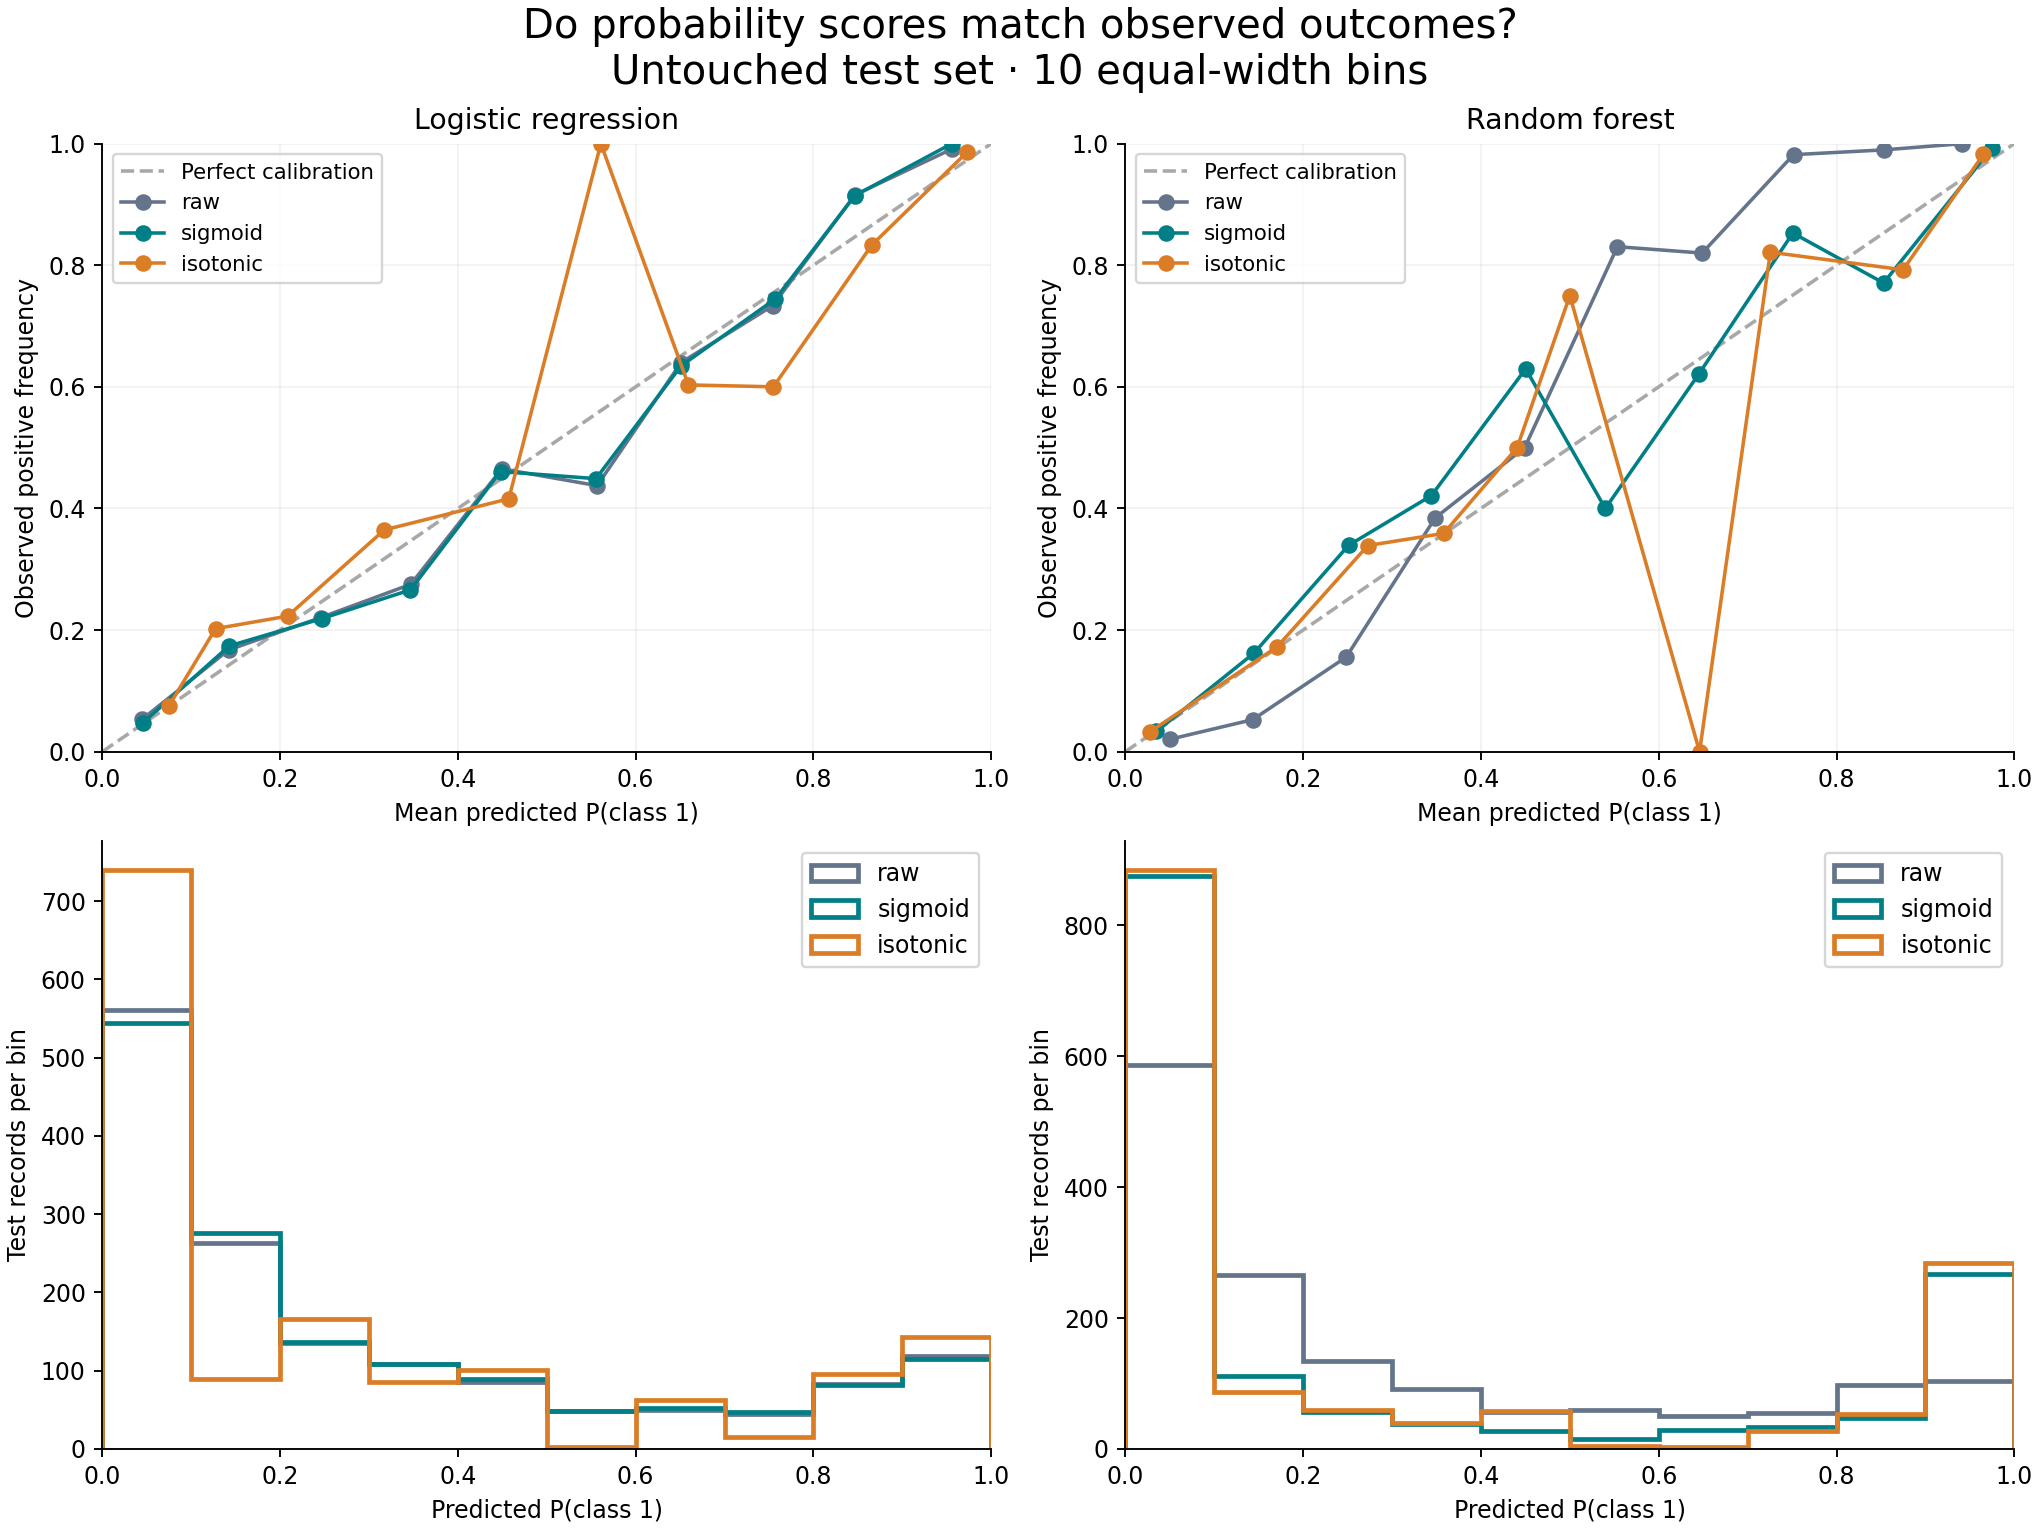 Do probability scores match observed outcomes?
Untouched test set · 10 equal-width bins
Logistic regression
1.0
0.8
0.6
0.4
0.2
0.0
Observed positive frequency
Perfect calibration
raw
sigmoid
isotonic
0.0 0.2 0.4 0.6 0.8 1.0
Mean predicted P(class 1)
Random forest
1.0
0.8
0.6
0.4
0.2
0.0
Observed positive frequency
Perfect calibration
raw
sigmoid
isotonic
0.0 0.2 0.4 0.6 0.8 1.0
Mean predicted P(class 1)
700
600
500
400
300
200
100
0
Test records per bin
raw
sigmoid
isotonic
0.0 0.2 0.4 0.6 0.8 1.0
Predicted P(class 1)
800
600
400
200
0
Test records per bin
raw
sigmoid
isotonic
0.0 0.2 0.4 0.6 0.8 1.0
Predicted P(class 1)